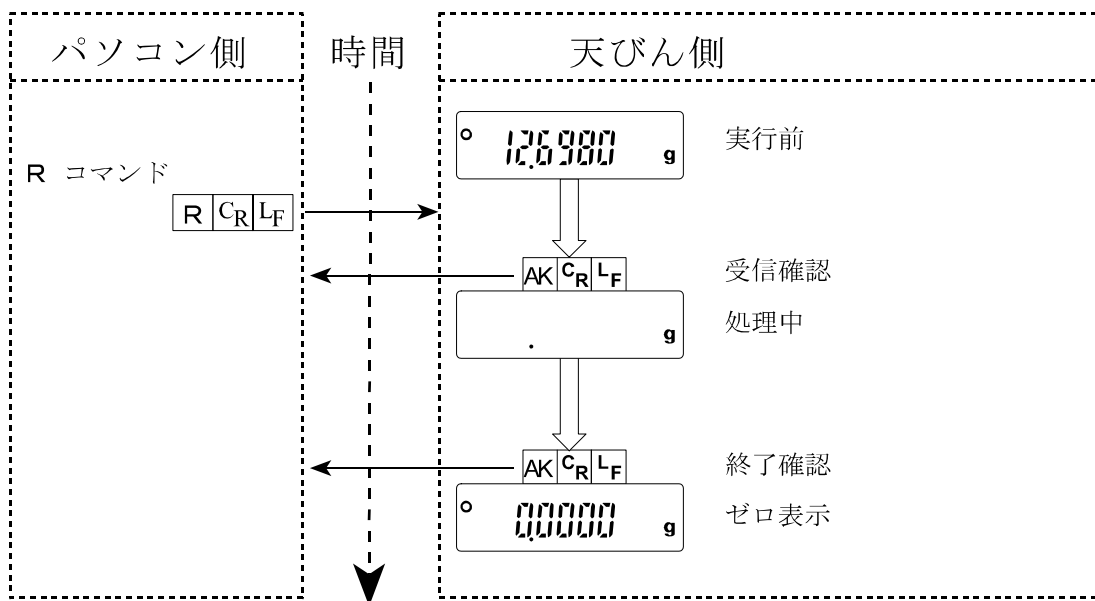 パソコン側 時間 天びん側
12.6980 g 実行前
R コマンド
R CR LF
AK CR LF 受信確認
. g 処理中
AK CR LF 終了確認
0.0000 g ゼロ表示